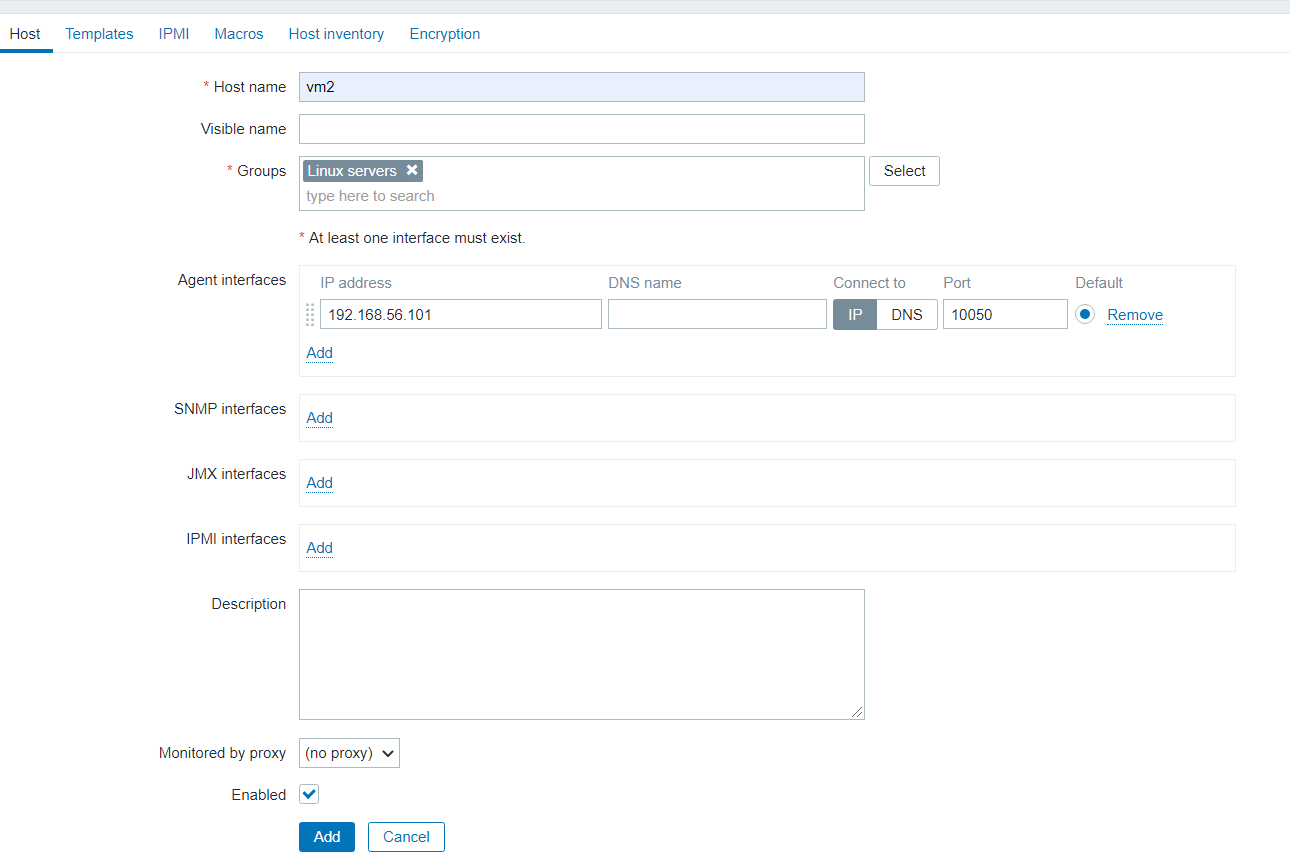 Host Templates IPMI Macros Host inventory Encryption
* Host name vm2
Visible name
* Groups Linux servers Select
type here to search
* At least one interface must exist.
Agent interfaces IP address DNS name Connect to Port Default
192.168.56.101 IP DNS 10050 Remove
Add
SNMP interfaces Add
JMX interfaces Add
IPMI interfaces Add
Description
Monitored by proxy (no proxy)
Enabled
Add Cancel